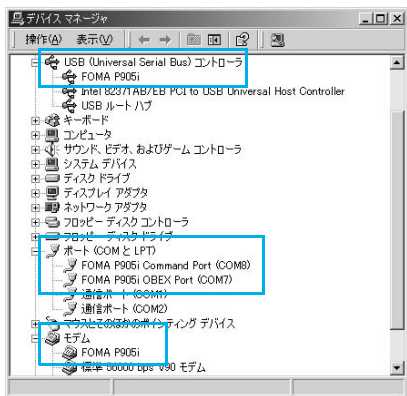 デバイス マネージャ
操作(A) 表示(V)
USB (Universal Serial Bus) コントローラ
FOMA P905i
Intel 82371AB/EB PCI to USB Universal Host Controller
USB ルート ハブ
キーボード
コンピュータ
サウンド、ビデオ、およびゲーム コントローラ
システム デバイス
ディスク ドライブ
ディスプレイ アダプタ
ネットワーク アダプタ
フロッピー ディスク コントローラ
フロッピー ディスク ドライブ
ポート (COM と LPT)
FOMA P905i Command Port (COM8)
FOMA P905i OBEX Port (COM7)
通信ポート (COM1)
通信ポート (COM2)
マウスとそのほかのポインティング デバイス
モデム
FOMA P905i
標準 56000 bps V90 モデム